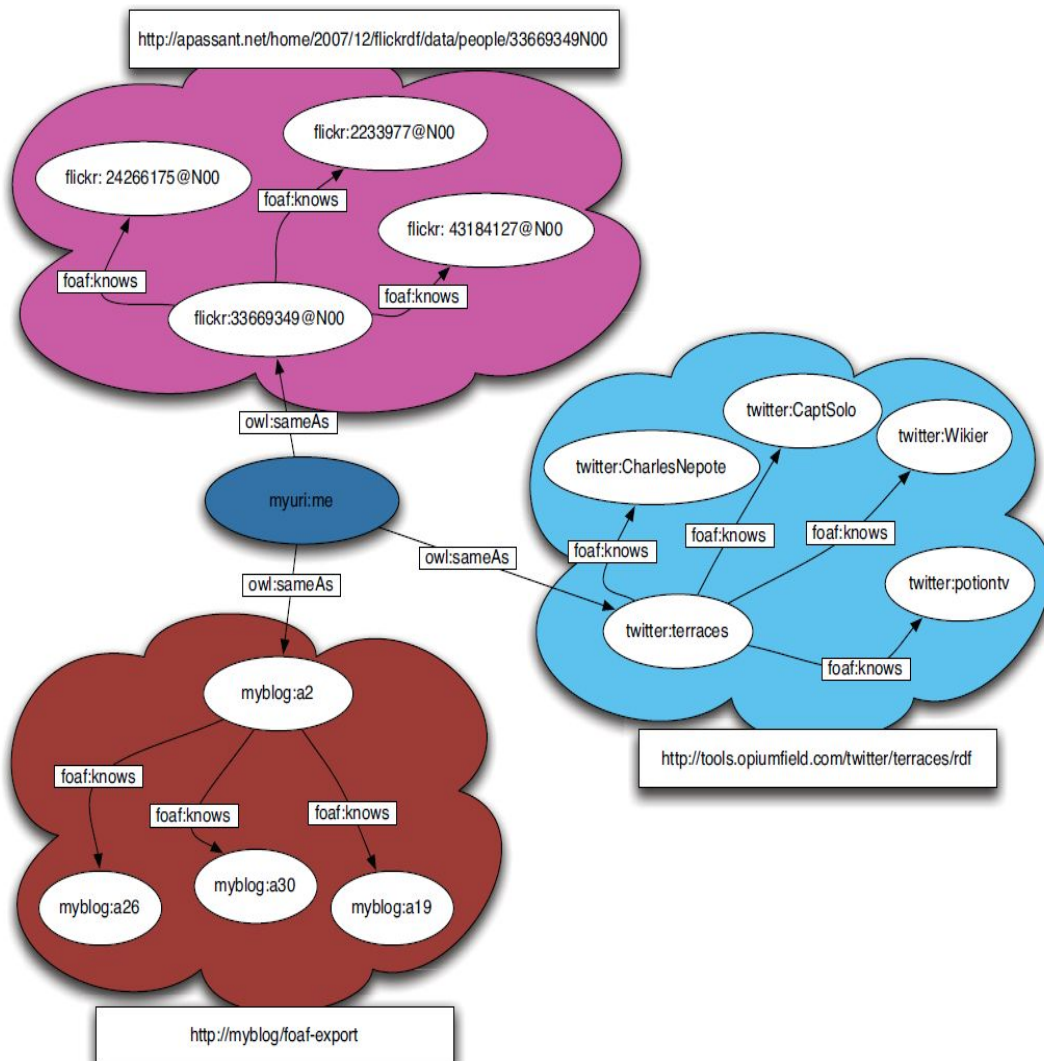 http://apassant.net/home/2007/12/flickrdf/data/people/33669349N00
flickr:2233977@N00
flickr: 24266175@N00
foaf:knows
flickr: 43184127@N00
foaf:knows
foaf:knows
flickr:33669349@N00
owl:sameAs
twitter:CaptSolo
twitter:Wikier
twitter:CharlesNepote
myuri:me
foaf:knows
foaf:knows
foaf:knows
owl:sameAs
owl:sameAs
twitter:potiontv
twitter:terraces
foaf:knows
myblog:a2
http://tools.opiumfield.com/twitter/terraces/rdf
foaf:knows
foaf:knows
foaf:knows
myblog:a30
myblog:a26
myblog:a19
http://myblog/foaf-export